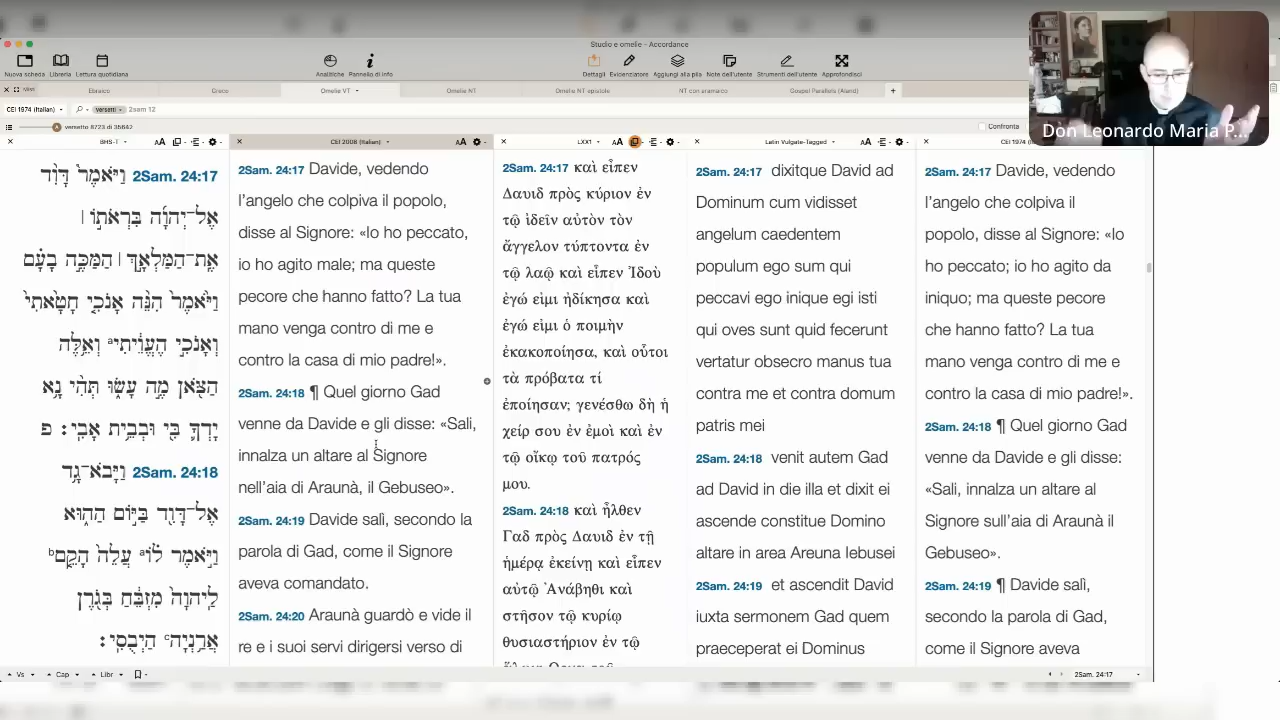 Studio e omelie - Accordance
Nuova scheda
Libreria
Lettura quotidiana
Analitiche
Pannello di info
Dettagli
Evidenziatore
Aggiungi alla pila
Note dell'utente
Strumenti dell'utente
Approfondisci
Ebraico
Greco
Omelie VT
Omelie NT
Omelie NT epistole
NT con aramaico
Gospel Parallels (Aland)
CEI 1974 (Italian)
versetti
2sam 12
versetto 8723 di 35642
Confronta
Don Leonardo Maria P...
BHS-T
2Sam. 24:17 וַיֹּאמֶר֩ דָּוִ֨ד
אֶל־יְהוָ֜ה בִּרְאֹת֣וֹ ׀
אֶֽת־הַמַּלְאָ֣ךְ ׀ הַמַּכֶּ֣ה בָעָ֗ם
וַיֹּ֙אמֶר֙ הִנֵּ֨ה אָנֹכִ֤י חָטָ֙אתִי֙
וְאָנֹכִ֣י הֶעֱוֵ֔יתִיᵃ וְאֵ֥לֶּה
הַצֹּ֖אן מֶ֣ה עָשׂ֑וּ תְּהִ֨י נָ֥א
יָדְךָ֛ בִּ֖י וּבְבֵ֥ית אָבִֽי׃ פ
2Sam. 24:18 וַיָּבֹא־גָ֥ד
אֶל־דָּוִ֖ד בַּיּ֣וֹם הַה֑וּא
וַיֹּ֣אמֶר ל֗וֹᵃ עֲלֵה֙ הָקֵ֤םᵇ
לַֽיהוָה֙ מִזְבֵּ֔חַ בְּגֹ֖רֶן
אֲרַ֥נְיָהᶜ הַיְבֻסִֽי׃
CEI 2008 (Italian)
2Sam. 24:17 Davide, vedendo
l'angelo che colpiva il popolo,
disse al Signore: «Io ho peccato,
io ho agito male; ma queste
pecore che hanno fatto? La tua
mano venga contro di me e
contro la casa di mio padre!».
2Sam. 24:18 ¶ Quel giorno Gad
venne da Davide e gli disse: «Sali,
innalza un altare al Signore
nell'aia di Araunà, il Gebuseo».
2Sam. 24:19 Davide salì, secondo la
parola di Gad, come il Signore
aveva comandato.
2Sam. 24:20 Araunà guardò e vide il
re e i suoi servi dirigersi verso di
LXX1
2Sam. 24:17 καὶ εἶπεν
Δαυιδ πρὸς κύριον ἐν
τῷ ἰδεῖν αὐτὸν τὸν
ἄγγελον τύπτοντα ἐν
τῷ λαῷ καὶ εἶπεν Ἰδοὺ
ἐγώ εἰμι ἠδίκησα καὶ
ἐγώ εἰμι ὁ ποιμὴν
ἐκακοποίησα, καὶ οὗτοι
τὰ πρόβατα τί
ἐποίησαν; γενέσθω δὴ ἡ
χείρ σου ἐν ἐμοὶ καὶ ἐν
τῷ οἴκῳ τοῦ πατρός
μου.
2Sam. 24:18 καὶ ἦλθεν
Γαδ πρὸς Δαυιδ ἐν τῇ
ἡμέρᾳ ἐκείνῃ καὶ εἶπεν
αὐτῷ Ἀνάβηθι καὶ
στῆσον τῷ κυρίῳ
θυσιαστήριον ἐν τῷ
Latin Vulgate-Tagged
2Sam. 24:17 dixitque David ad
Dominum cum vidisset
angelum caedentem
populum ego sum qui
peccavi ego inique egi isti
qui oves sunt quid fecerunt
vertatur obsecro manus tua
contra me et contra domum
patris mei
2Sam. 24:18 venit autem Gad
ad David in die illa et dixit ei
ascende constitue Domino
altare in area Areuna Iebusei
2Sam. 24:19 et ascendit David
iuxta sermonem Gad quem
praeceperat ei Dominus
CEI 1974 (Italian)
2Sam. 24:17 Davide, vedendo
l'angelo che colpiva il
popolo, disse al Signore: «Io
ho peccato; io ho agito da
iniquo; ma queste pecore
che hanno fatto? La tua
mano venga contro di me e
contro la casa di mio padre!».
2Sam. 24:18 ¶ Quel giorno Gad
venne da Davide e gli disse:
«Sali, innalza un altare al
Signore sull'aia di Araunà il
Gebuseo».
2Sam. 24:19 ¶ Davide salì,
secondo la parola di Gad,
come il Signore aveva
Vs
Cap
Libr
2Sam. 24:17